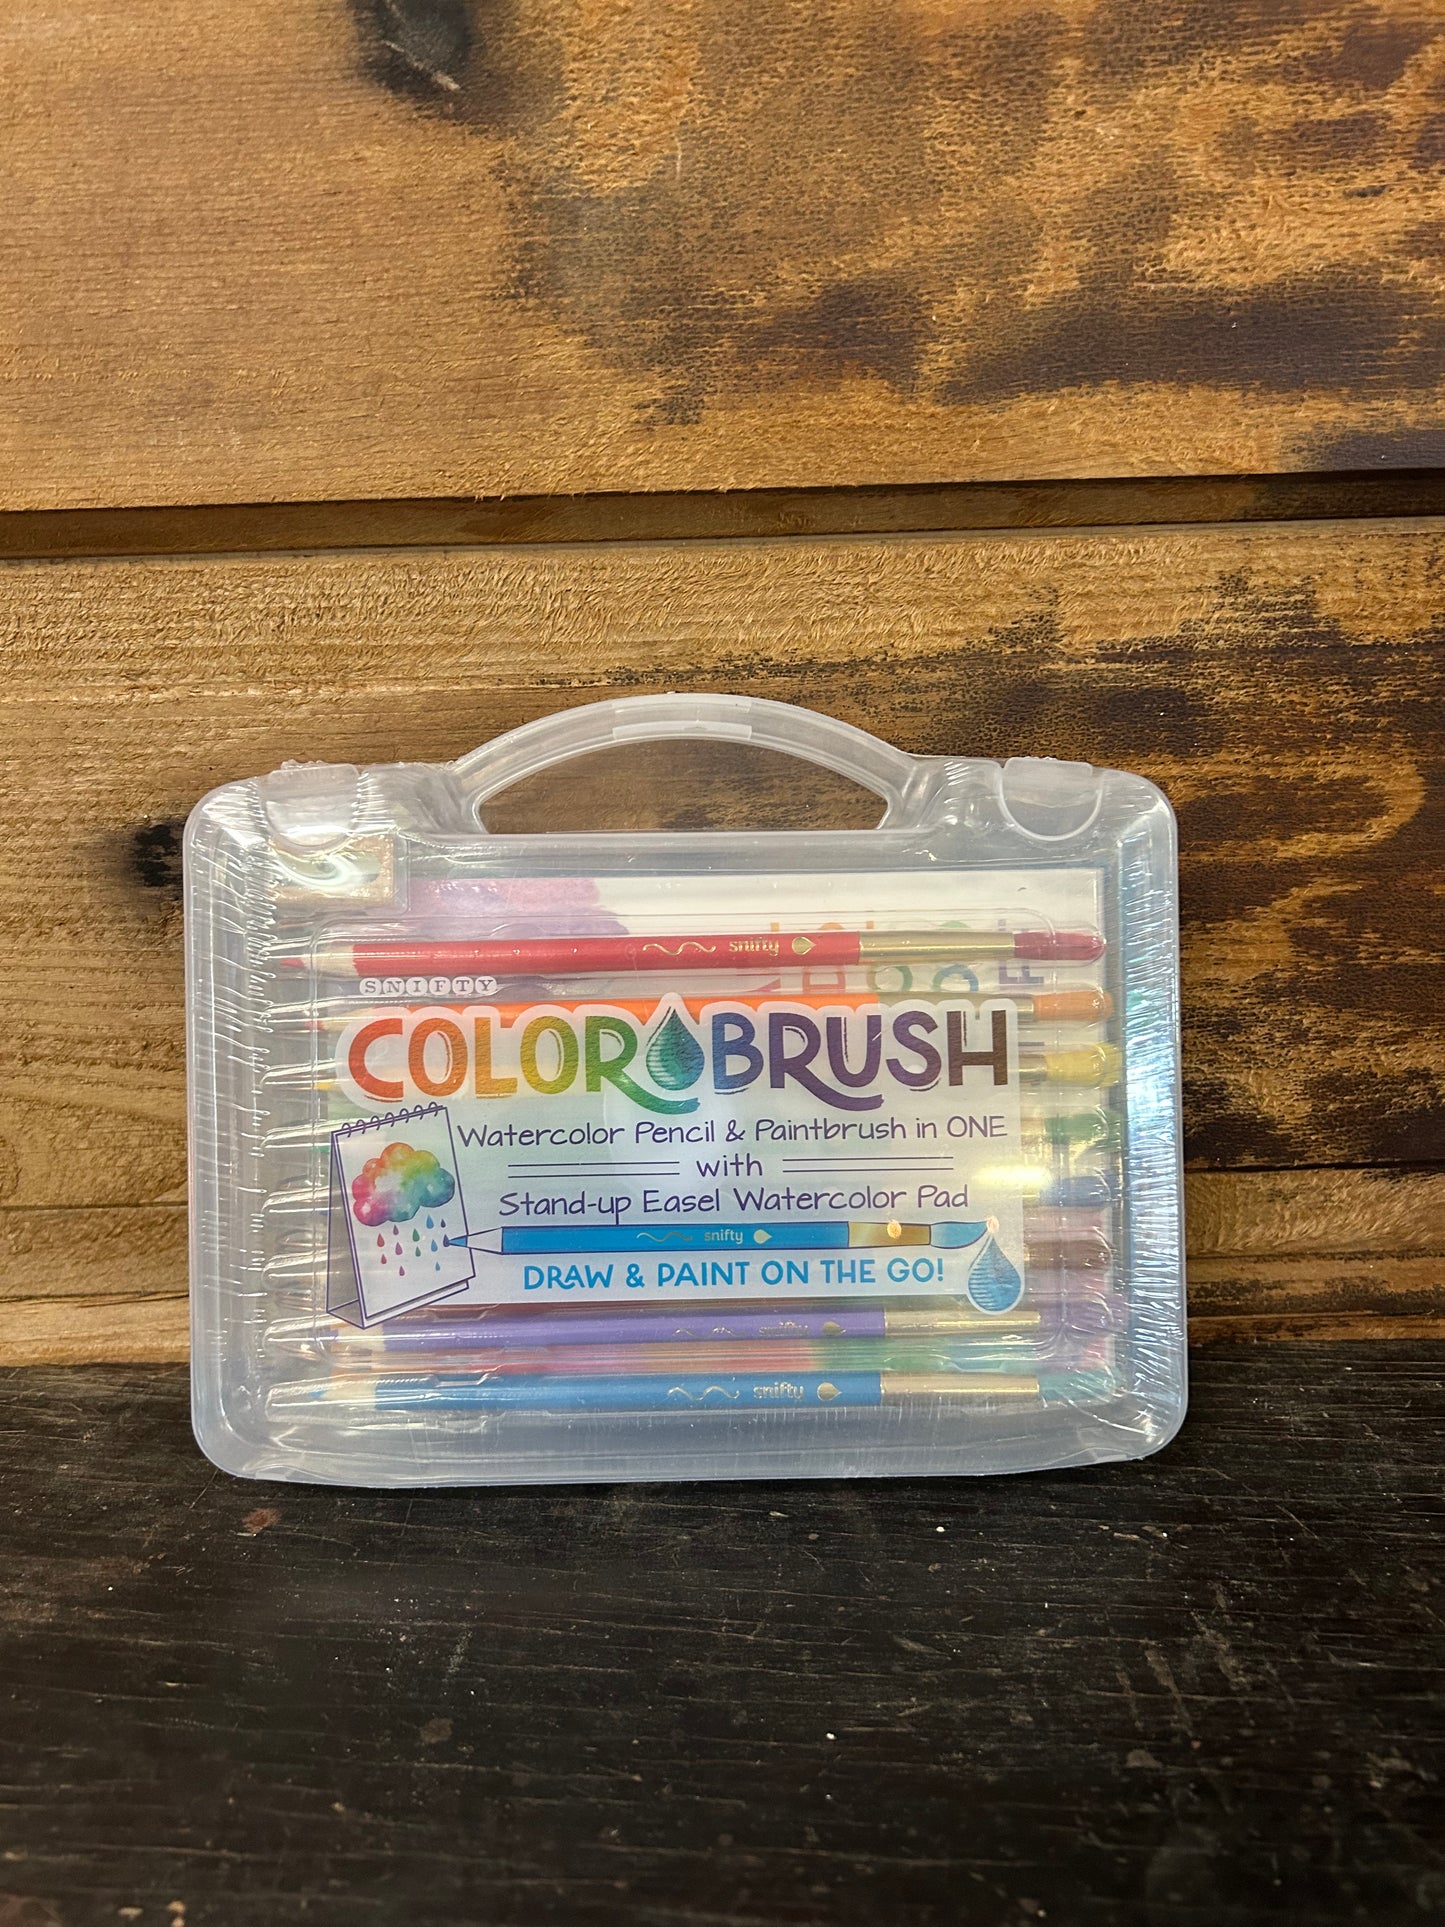 snifty
SNIFTY
COLOR BRUSH
Watercolor Pencil & Paintbrush in ONE
with
Stand-up Easel Watercolor Pad
snifty
DRAW & PAINT ON THE GO!
snifty
snifty